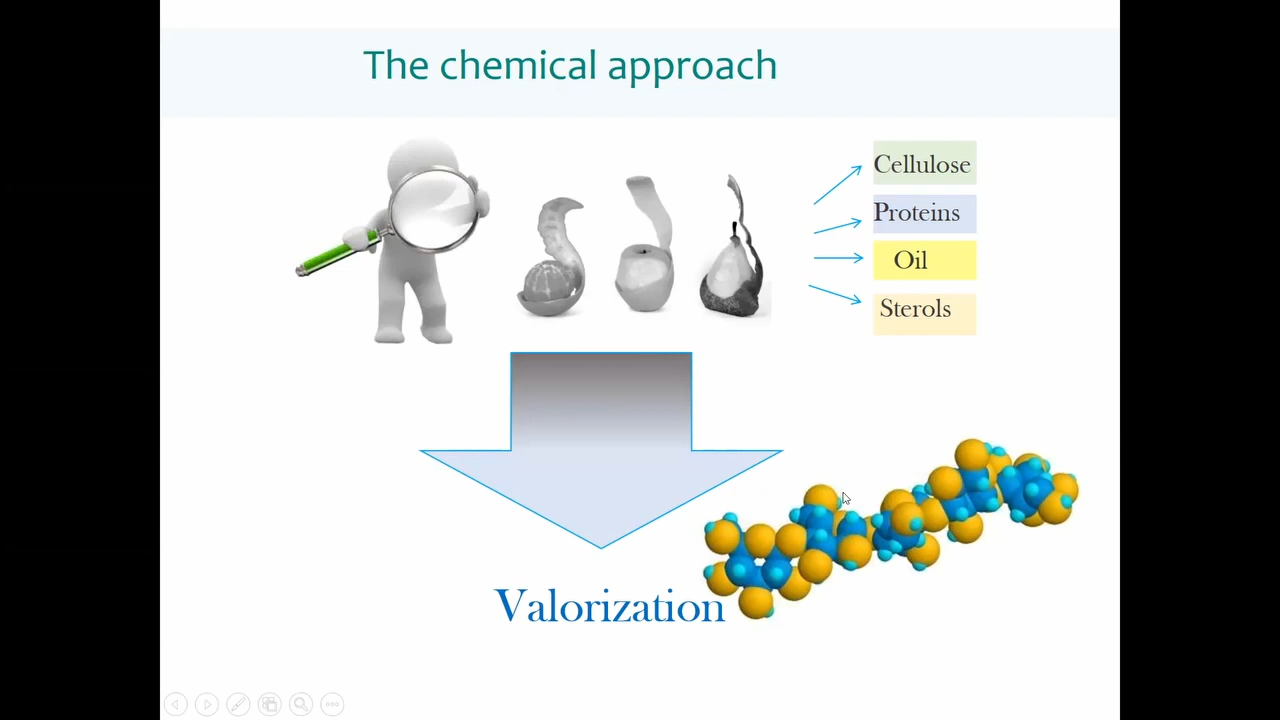 The chemical approach
Cellulose
Proteins
Oil
Sterols
Valorization